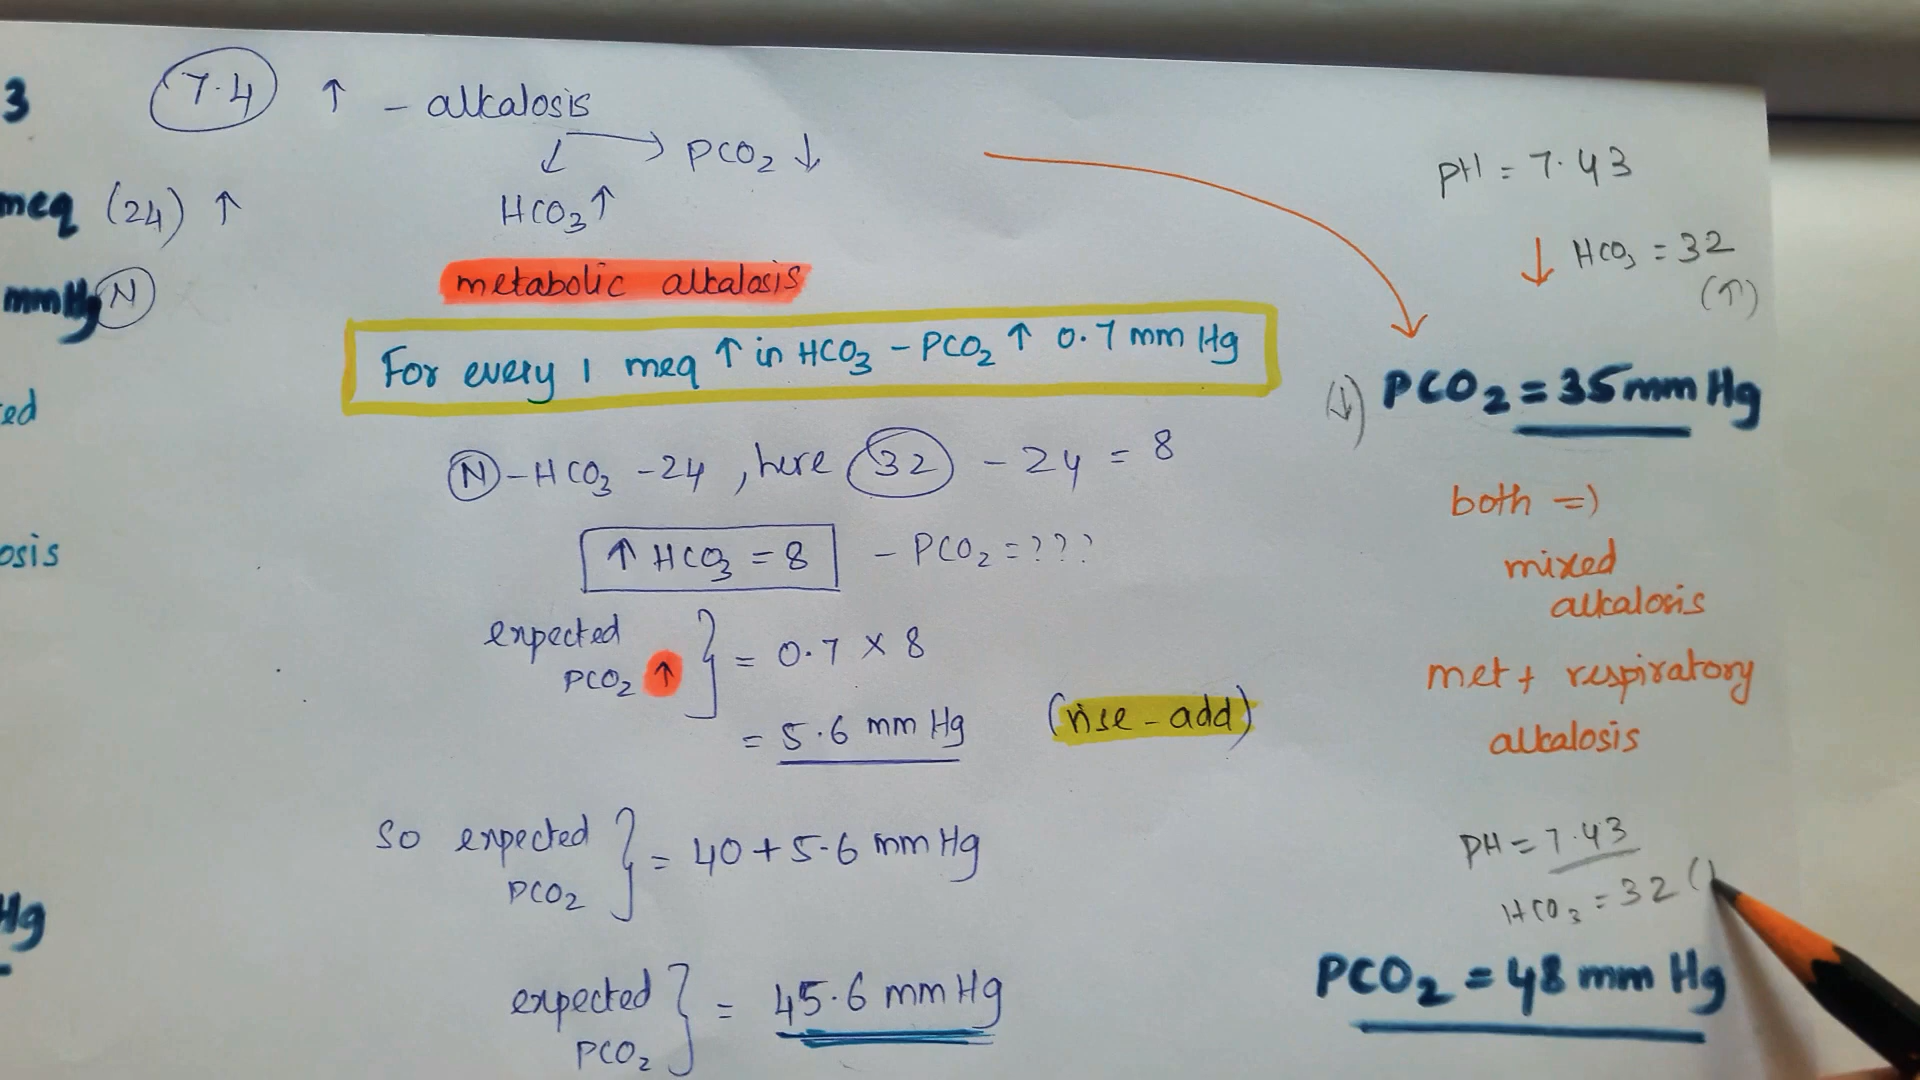 3 (7.4) ↑ - alkalosis
→ PCO₂ ↓
meq (24) ↑ HCO₃ ↑
mmHg (N)
metabolic alkalosis
For every 1 meq ↑ in HCO₃ - PCO₂ ↑ 0.7 mm Hg
(N) - HCO₃ - 24, here (32) - 24 = 8
↑ HCO₃ = 8 - PCO₂ = ???
expected
PCO₂ ↑ } = 0.7 × 8
= 5.6 mm Hg (rise - add)
so expected
PCO₂ } = 40 + 5.6 mm Hg
expected
PCO₂ } = 45.6 mm Hg
ed
osis
Hg
pH = 7.43
↓ HCO₃ = 32
(↑)
(↓) PCO₂ = 35 mm Hg
both =)
mixed
alkalosis
met + respiratory
alkalosis
PH = 7.43
HCO₃ = 32 (
PCO₂ = 48 mm Hg